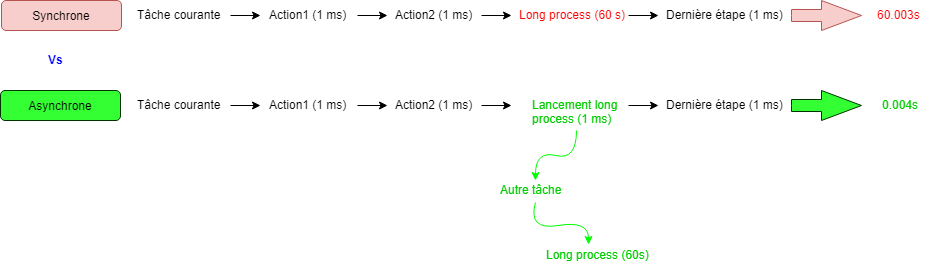 Synchrone
Tâche courante
Action1 (1 ms)
Action2 (1 ms)
Long process (60 s)
Dernière étape (1 ms)
60.003s
Vs
Asynchrone
Tâche courante
Action1 (1 ms)
Action2 (1 ms)
Lancement long
process (1 ms)
Dernière étape (1 ms)
0.004s
Autre tâche
Long process (60s)